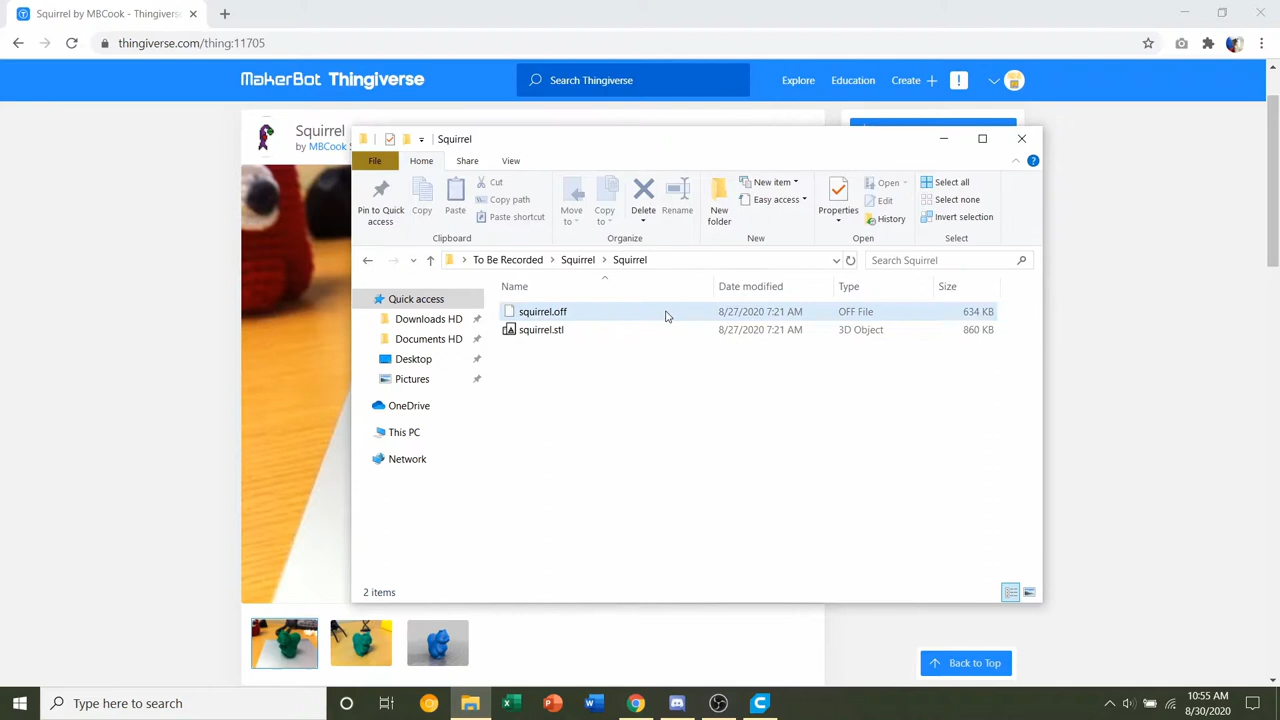 Squirrel by MBCook - Thingiverse
thingiverse.com/thing:11705
MakerBot Thingiverse
Search Thingiverse
Explore
Education
Create
Squirrel
by MBCook
Squirrel
File
Home
Share
View
Pin to Quick access
Copy
Paste
Cut
Copy path
Paste shortcut
Clipboard
Move to
Copy to
Delete
Rename
Organize
New folder
New item
Easy access
New
Properties
Open
Edit
History
Open
Select all
Select none
Invert selection
Select
To Be Recorded > Squirrel > Squirrel
Search Squirrel
Name Date modified Type Size
squirrel.off 8/27/2020 7:21 AM OFF File 634 KB
squirrel.stl 8/27/2020 7:21 AM 3D Object 860 KB
Quick access
Downloads HD
Documents HD
Desktop
Pictures
OneDrive
This PC
Network
2 items
Back to Top
Type here to search
10:55 AM
8/30/2020